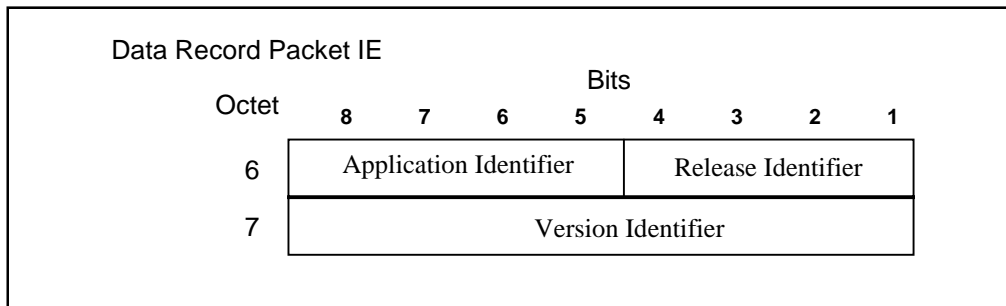 Data Record Packet IE
Bits
Octet 8 7 6 5 4 3 2 1
6 Application Identifier Release Identifier
7 Version Identifier